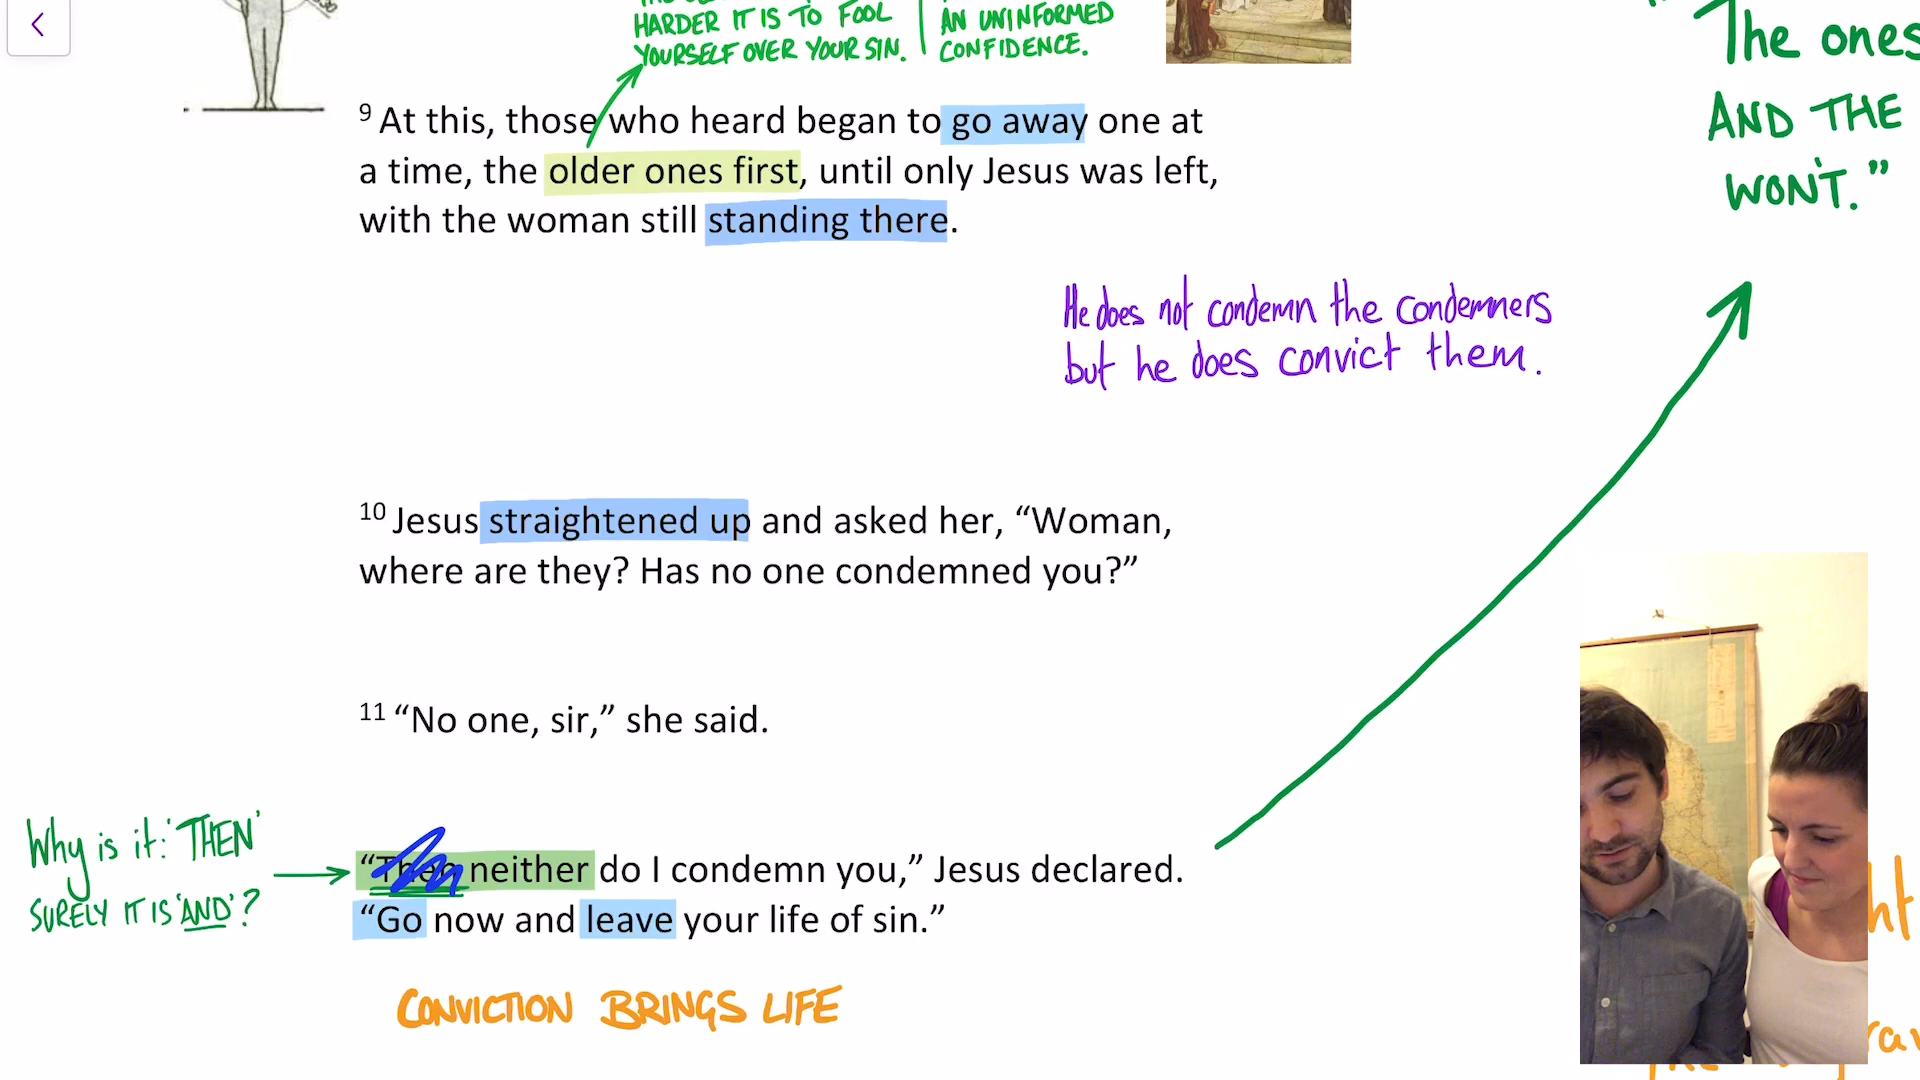 HARDER IT IS TO FOOL
YOURSELF OVER YOUR SIN.
AN UNINFORMED
CONFIDENCE.
"The ones
AND THE
WON'T."
9 At this, those who heard began to go away one at
a time, the older ones first, until only Jesus was left,
with the woman still standing there.
He does not condemn the condemners
but he does convict them.
10 Jesus straightened up and asked her, “Woman,
where are they? Has no one condemned you?”
11 “No one, sir,” she said.
Why is it: 'THEN'
SURELY IT IS 'AND'?
“Then neither do I condemn you,” Jesus declared.
“Go now and leave your life of sin.”
CONVICTION BRINGS LIFE